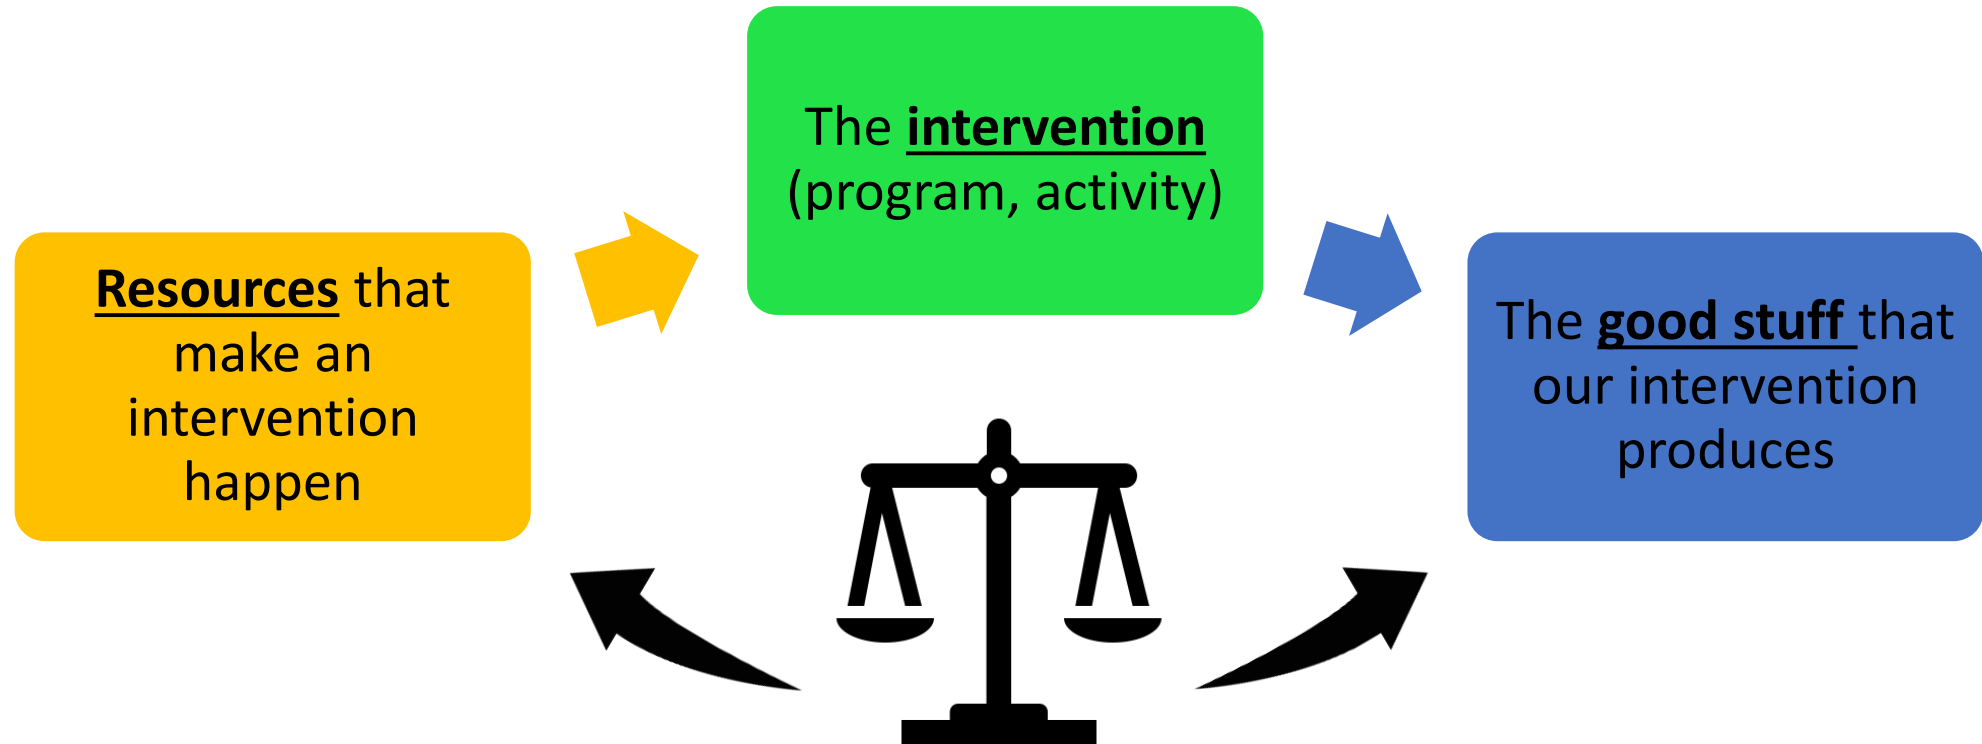 Resources that
make an
intervention
happen
The intervention
(program, activity)
The good stuff that
our intervention
produces